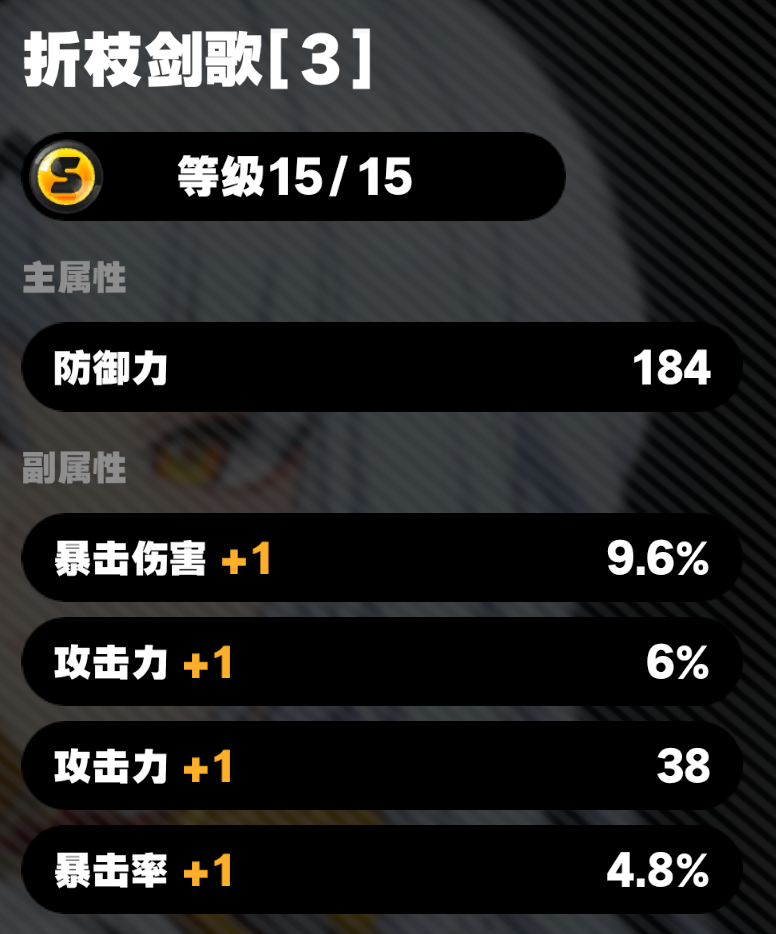 折枝剑歌[3]
S 等级15/15
主属性
防御力 184
副属性
暴击伤害 +1 9.6%
攻击力 +1 6%
攻击力 +1 38
暴击率 +1 4.8%